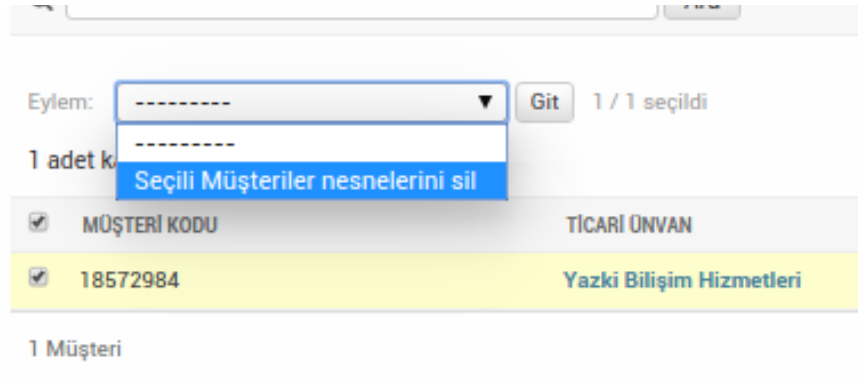 Eylem: --------- Git 1 / 1 seçildi
---------
1 adet k
Seçili Müşteriler nesnelerini sil
MÜŞTERİ KODU TİCARİ ÜNVAN
18572984 Yazki Bilişim Hizmetleri
1 Müşteri